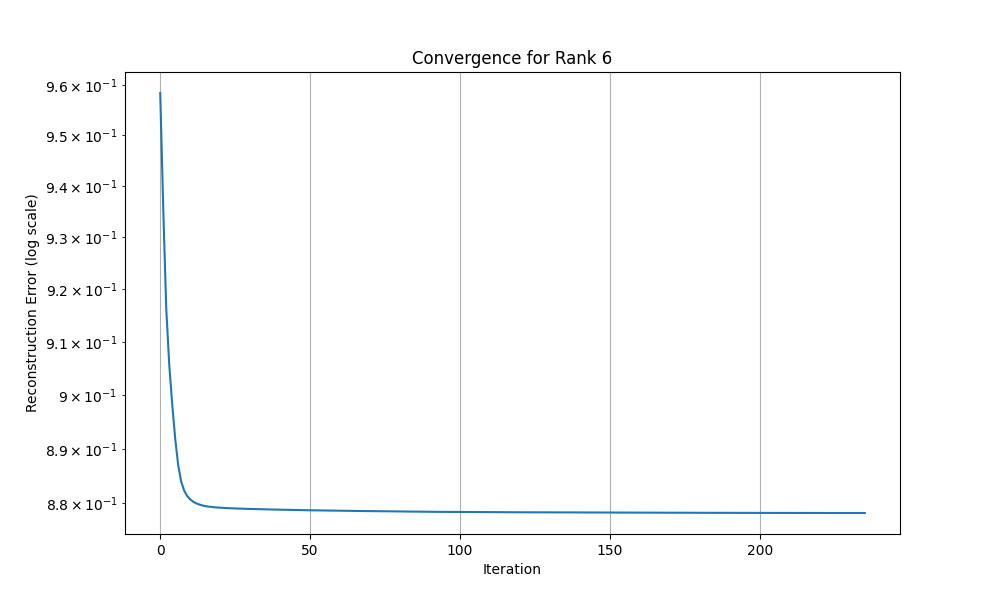 Convergence for Rank 6
Reconstruction Error (log scale)
9.6 × 10⁻¹
9.5 × 10⁻¹
9.4 × 10⁻¹
9.3 × 10⁻¹
9.2 × 10⁻¹
9.1 × 10⁻¹
9 × 10⁻¹
8.9 × 10⁻¹
8.8 × 10⁻¹
0 50 100 150 200
Iteration